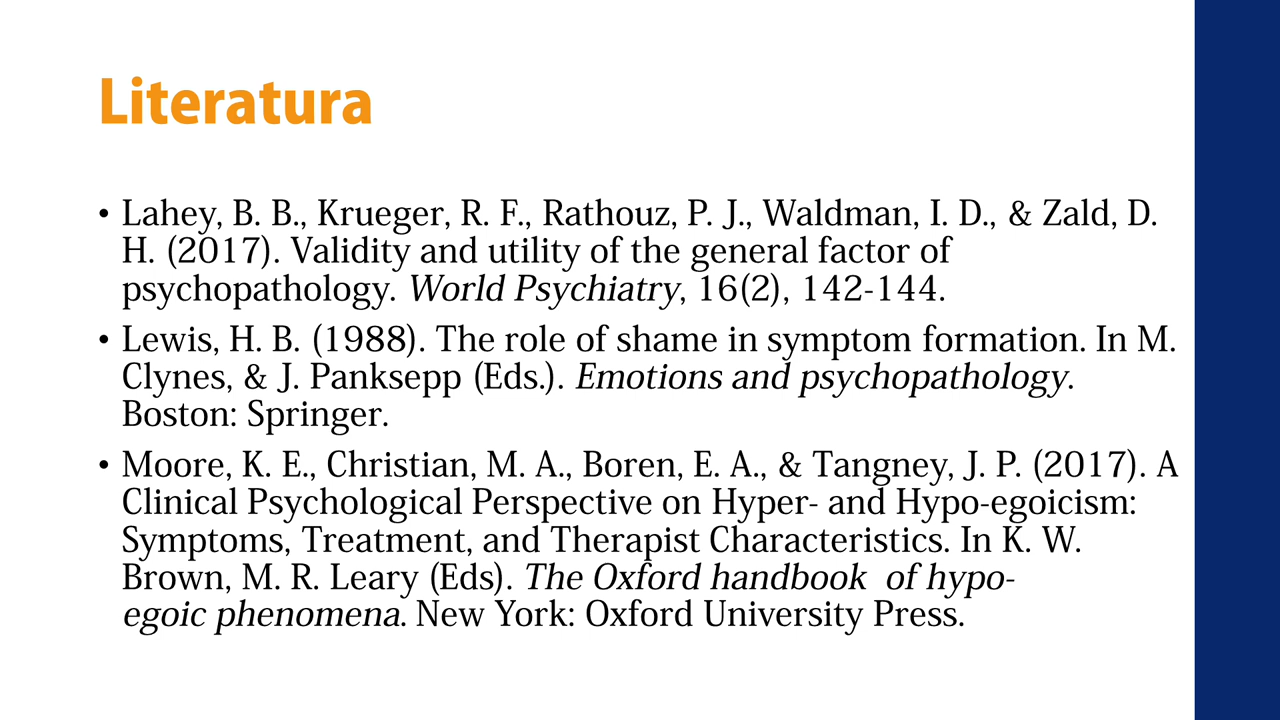 Literatura
• Lahey, B. B., Krueger, R. F., Rathouz, P. J., Waldman, I. D., & Zald, D.
H. (2017). Validity and utility of the general factor of
psychopathology. World Psychiatry, 16(2), 142-144.
• Lewis, H. B. (1988). The role of shame in symptom formation. In M.
Clynes, & J. Panksepp (Eds.). Emotions and psychopathology.
Boston: Springer.
• Moore, K. E., Christian, M. A., Boren, E. A., & Tangney, J. P. (2017). A
Clinical Psychological Perspective on Hyper- and Hypo-egoicism:
Symptoms, Treatment, and Therapist Characteristics. In K. W.
Brown, M. R. Leary (Eds). The Oxford handbook  of hypo-
egoic phenomena. New York: Oxford University Press.